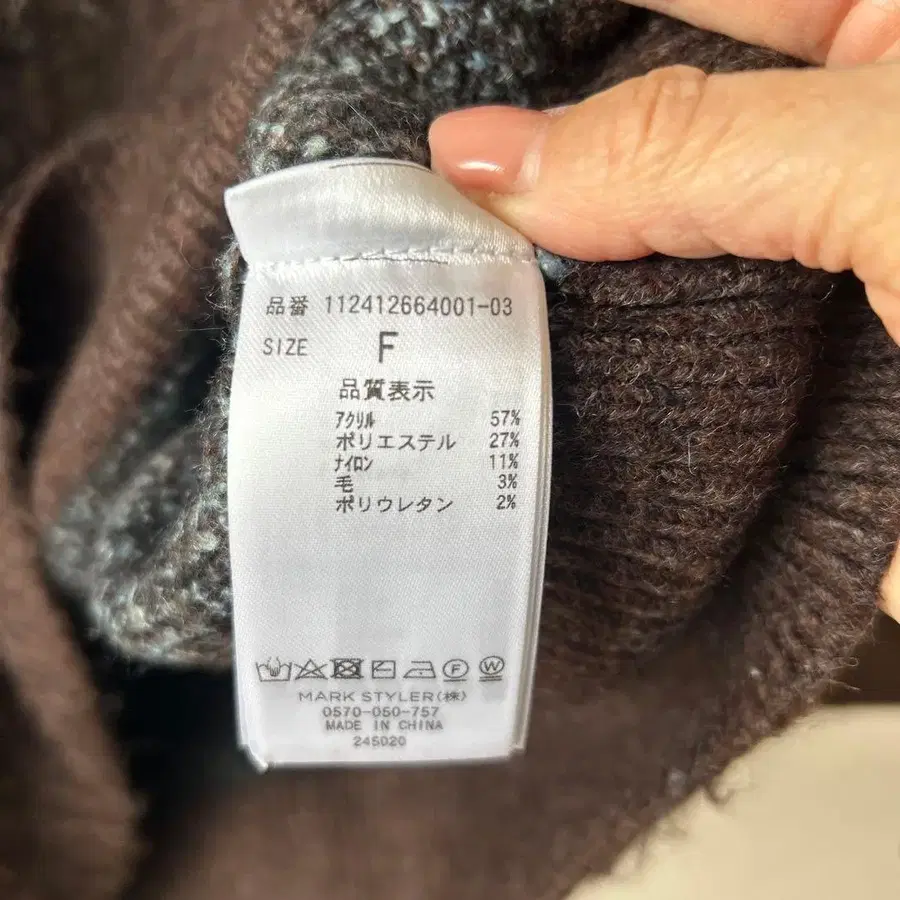 品番 112412664001-03
SIZE F
品質表示
アクリル 57%
ポリエステル 27%
ナイロン 11%
毛 3%
ポリウレタン 2%
F W
MARK STYLER(株)
0570-050-757
MADE IN CHINA
245020